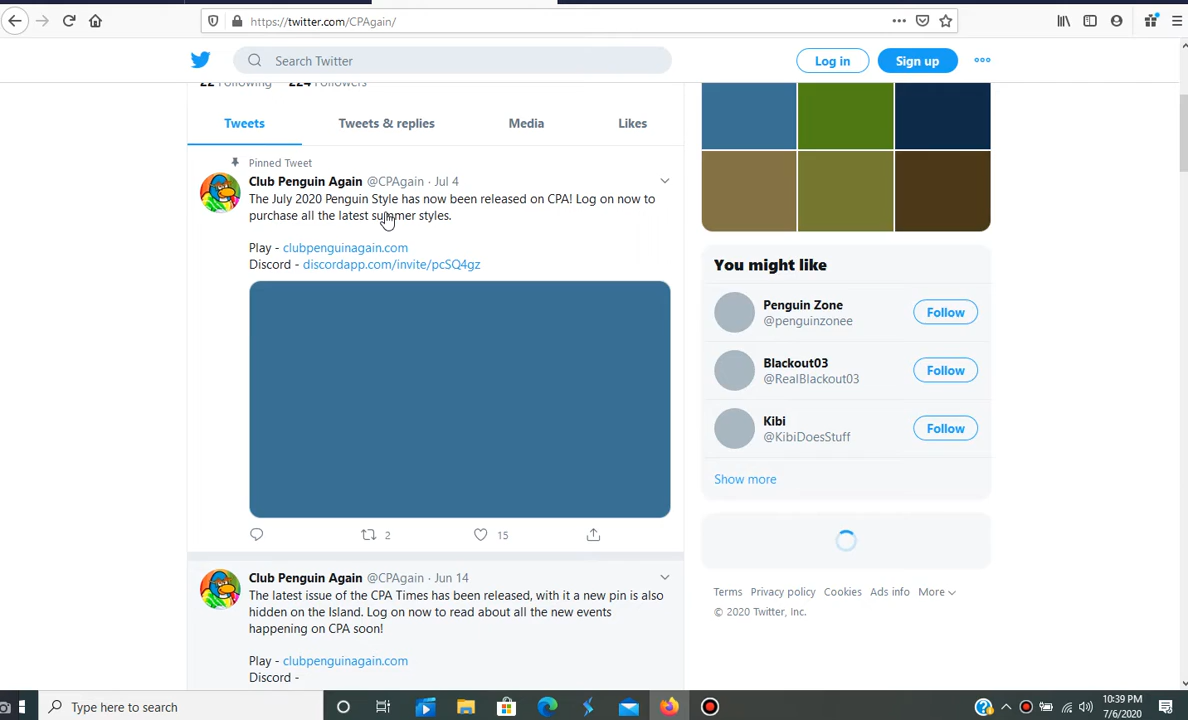 https://twitter.com/CPAgain/
Search Twitter
Log in
Sign up
22 Following 224 Followers
Tweets
Tweets & replies
Media
Likes
Pinned Tweet
Club Penguin Again @CPAgain · Jul 4
The July 2020 Penguin Style has now been released on CPA! Log on now to
purchase all the latest summer styles.
Play - clubpenguinagain.com
Discord - discordapp.com/invite/pcSQ4gz
2
15
Club Penguin Again @CPAgain · Jun 14
The latest issue of the CPA Times has been released, with it a new pin is also
hidden on the Island. Log on now to read about all the new events
happening on CPA soon!
Play - clubpenguinagain.com
Discord -
You might like
Penguin Zone
@penguinzonee
Follow
Blackout03
@RealBlackout03
Follow
Kibi
@KibiDoesStuff
Follow
Show more
Terms Privacy policy Cookies Ads info More
© 2020 Twitter, Inc.
Type here to search
10:39 PM
7/6/2020